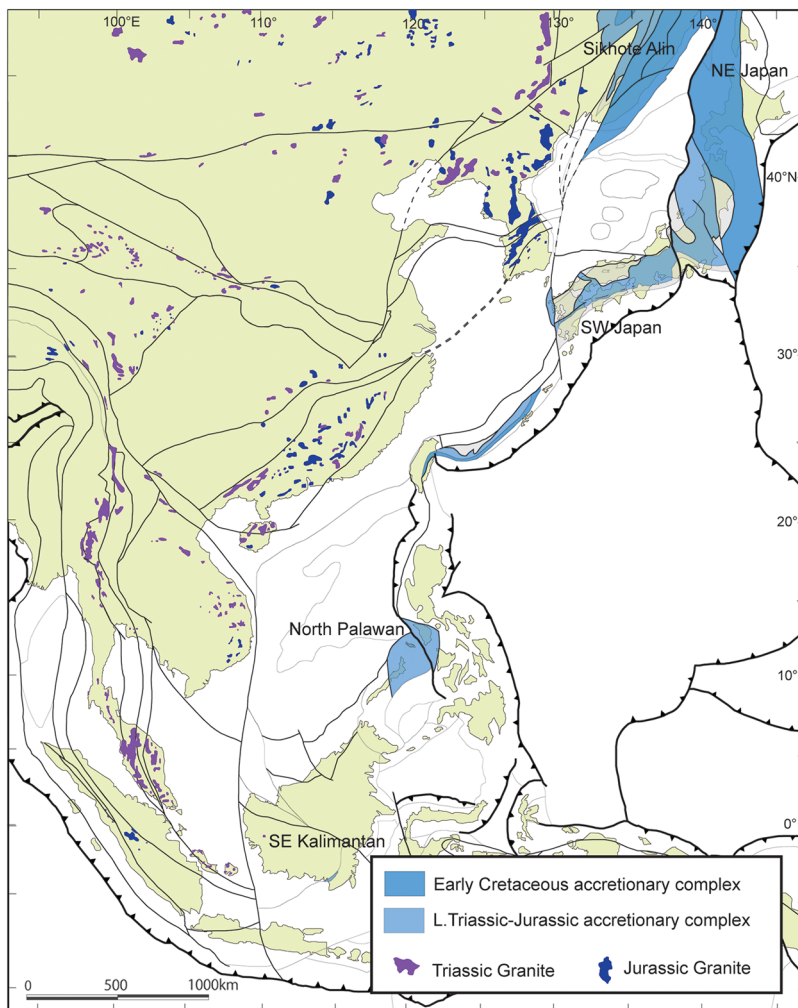 100°E
110°
120°
130°
140°
Sikhote Alin
NE Japan
40°N
SW Japan
30°
20°
North Palawan
10°
0°
SE Kalimantan
Early Cretaceous accretionary complex
L.Triassic-Jurassic accretionary complex
Triassic Granite
Jurassic Granite
0 500 1000km